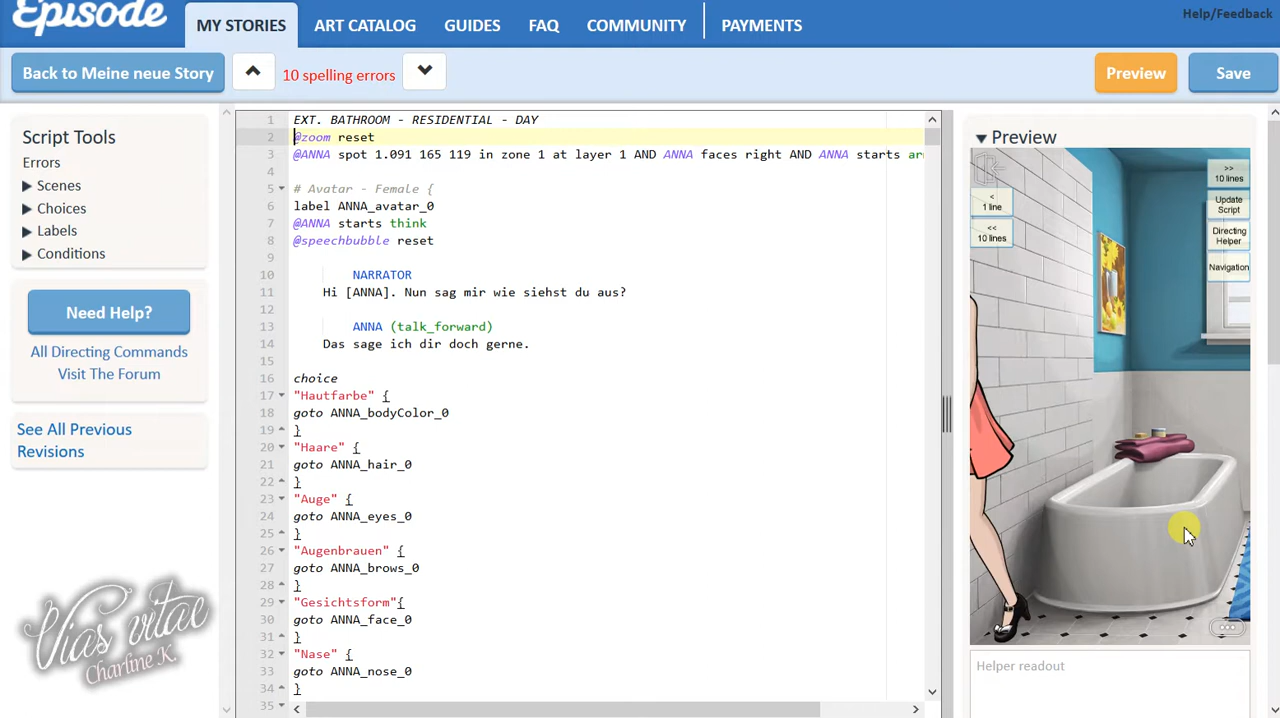 Episode
MY STORIES
ART CATALOG
GUIDES
FAQ
COMMUNITY
PAYMENTS
Help/Feedback
Back to Meine neue Story
10 spelling errors
Preview
Save
Script Tools
Errors
Scenes
Choices
Labels
Conditions
Need Help?
All Directing Commands
Visit The Forum
See All Previous
Revisions
Vias vitae
Charline K.
1 EXT. BATHROOM - RESIDENTIAL - DAY
2 @zoom reset
3 @ANNA spot 1.091 165 119 in zone 1 at layer 1 AND ANNA faces right AND ANNA starts
4
5 # Avatar - Female {
6 label ANNA_avatar_0
7 @ANNA starts think
8 @speechbubble reset
9
10 NARRATOR
11 Hi [ANNA]. Nun sag mir wie siehst du aus?
12
13 ANNA (talk_forward)
14 Das sage ich dir doch gerne.
15
16 choice
17 "Hautfarbe" {
18 goto ANNA_bodyColor_0
19 }
20 "Haare" {
21 goto ANNA_hair_0
22 }
23 "Auge" {
24 goto ANNA_eyes_0
25 }
26 "Augenbrauen" {
27 goto ANNA_brows_0
28 }
29 "Gesichtsform"{
30 goto ANNA_face_0
31 }
32 "Nase" {
33 goto ANNA_nose_0
34 }
35
Preview
>>
10 lines
<
1 line
Update
Script
<<
10 lines
Directing
Helper
Navigation
Helper readout